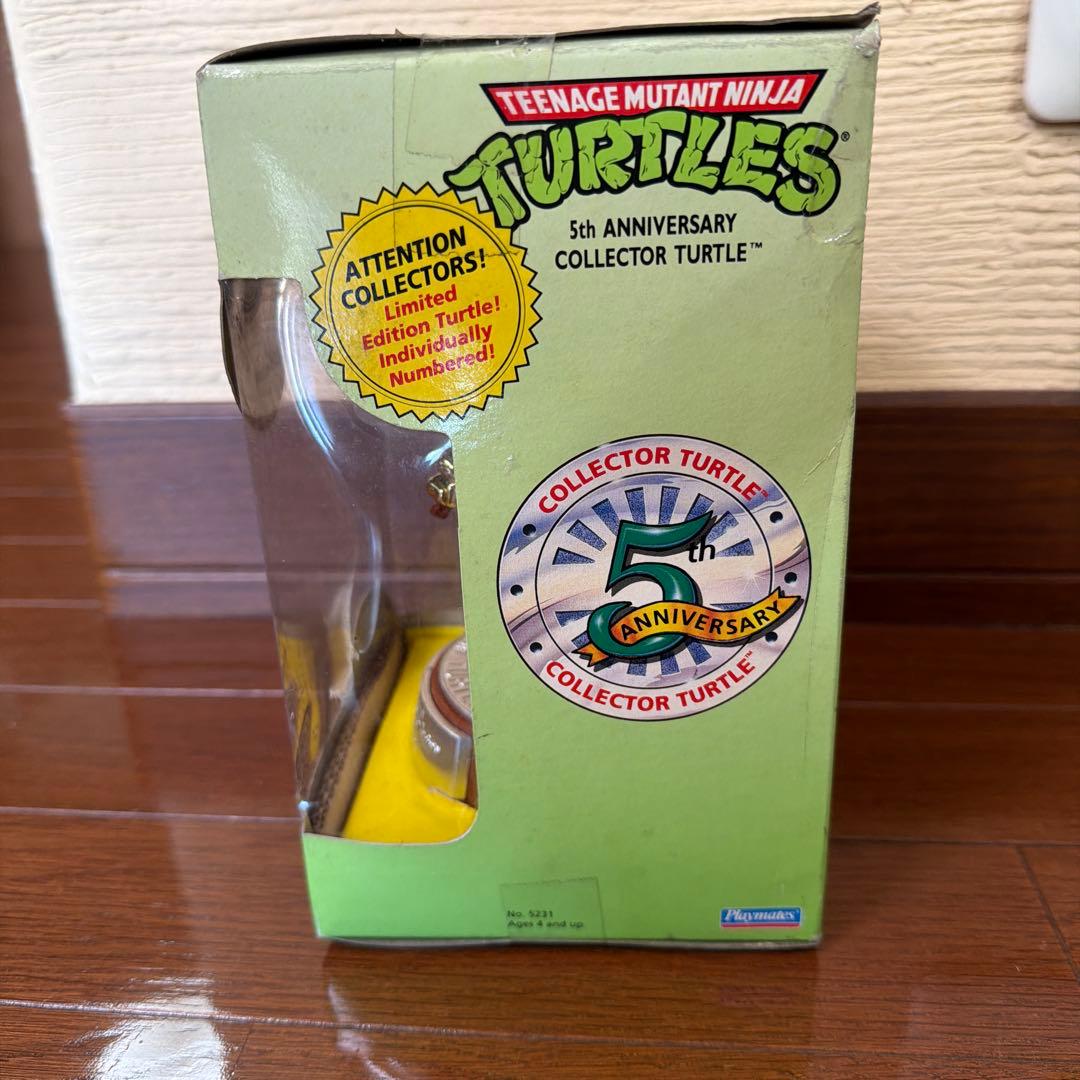 TEENAGE MUTANT NINJA
TURTLES®
5th ANNIVERSARY
COLLECTOR TURTLE™
ATTENTION
COLLECTORS!
Limited
Edition Turtle!
Individually
Numbered!
COLLECTOR TURTLE™
5th
ANNIVERSARY
COLLECTOR TURTLE™
No. 5231
Ages 4 and up.
Playmates®